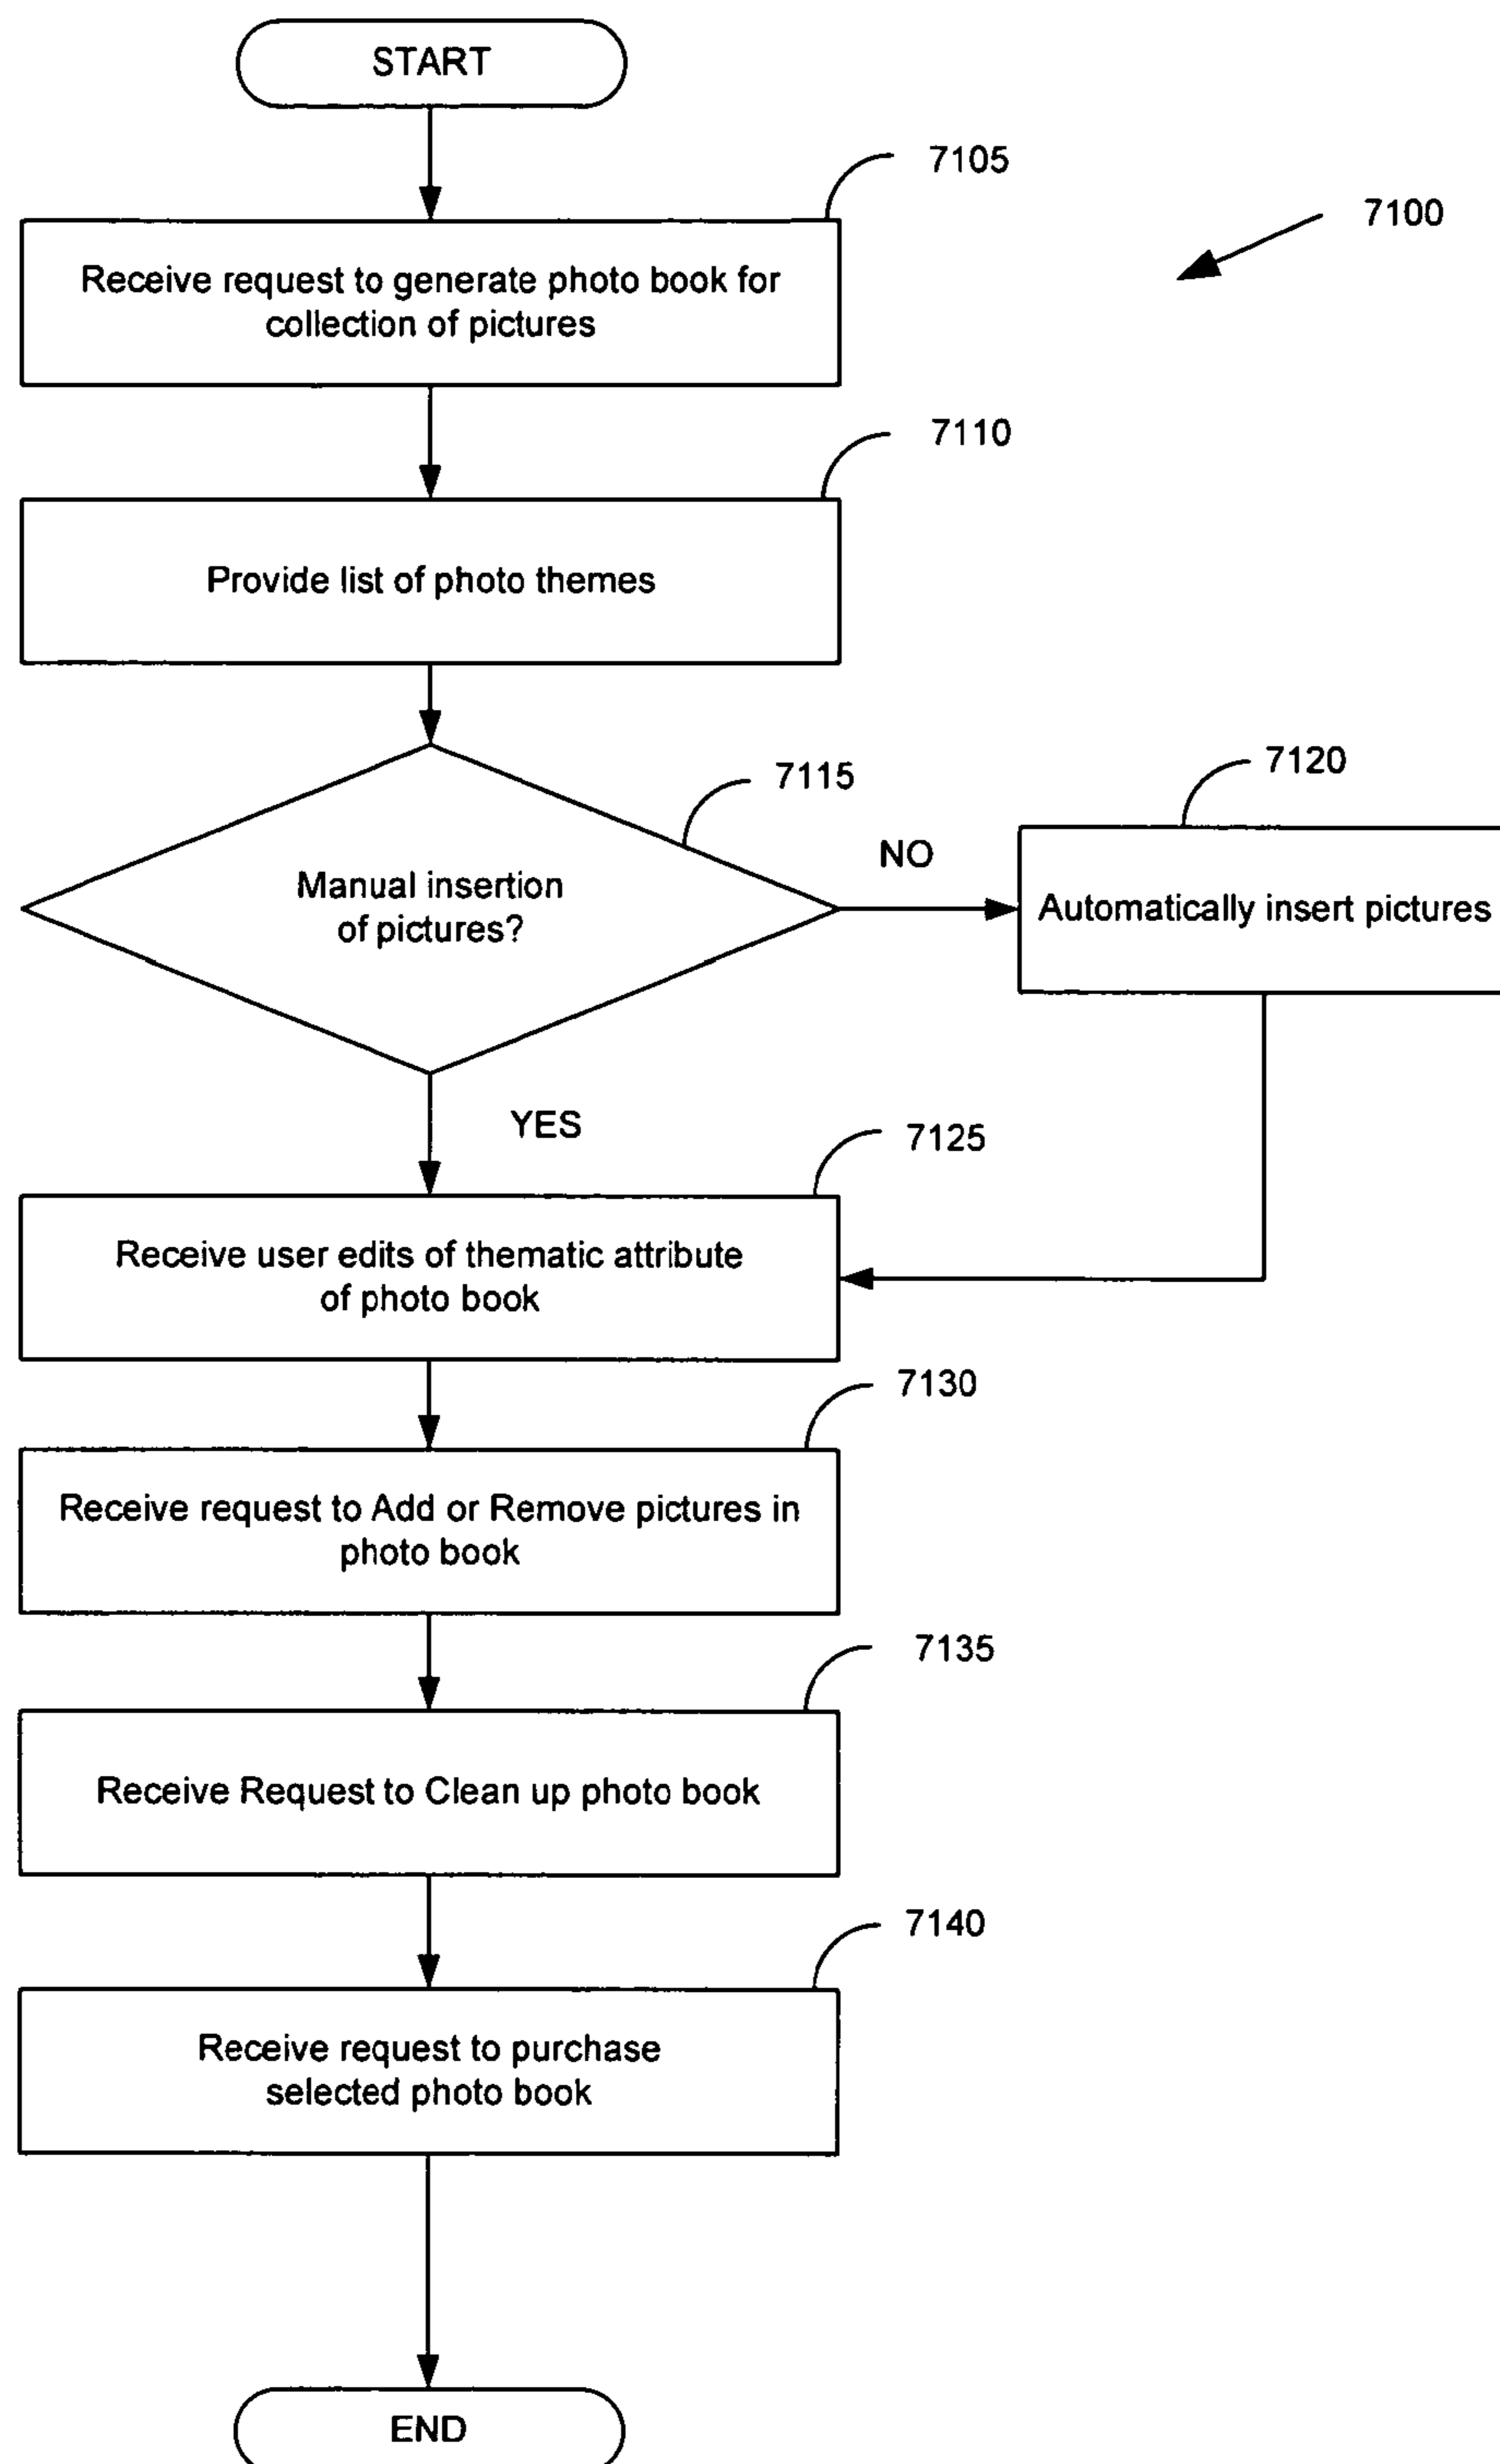 START
7105
7100
Receive request to generate photo book for
collection of pictures
7110
Provide list of photo themes
7115
7120
Manual insertion
of pictures?
NO
Automatically insert pictures
YES
7125
Receive user edits of thematic attribute
of photo book
7130
Receive request to Add or Remove pictures in
photo book
7135
Receive Request to Clean up photo book
7140
Receive request to purchase
selected photo book
END